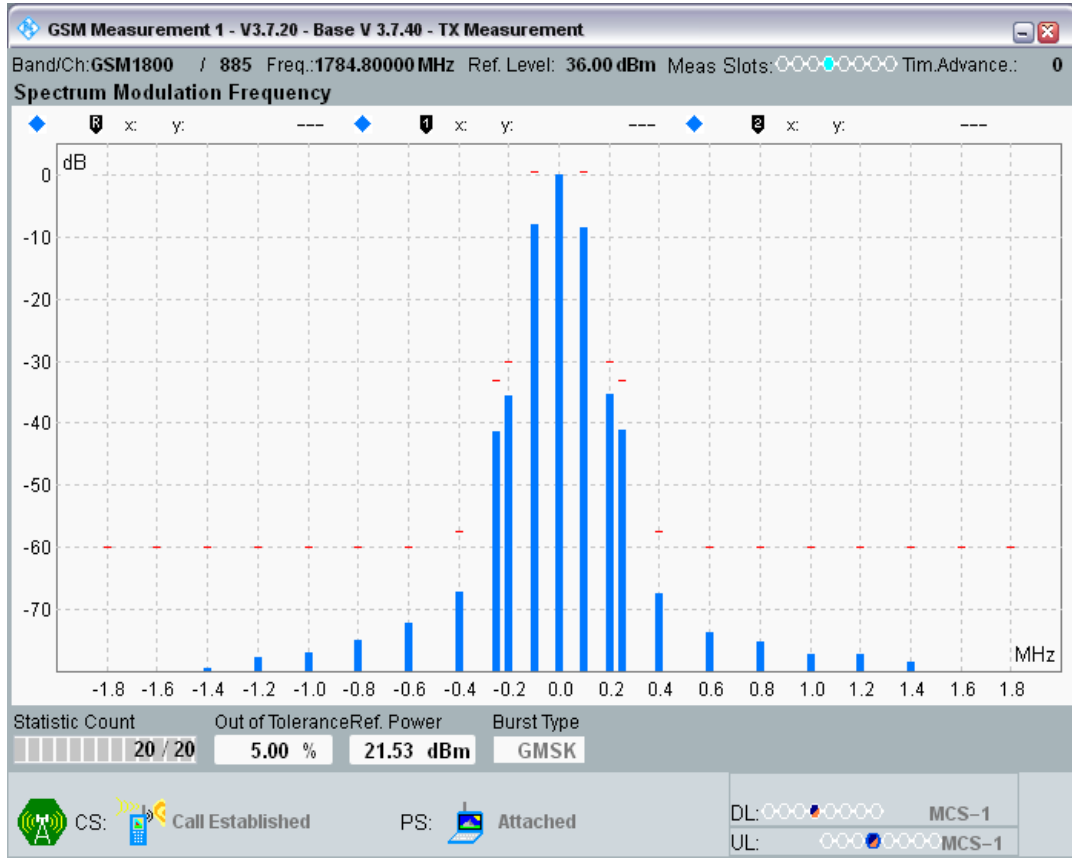 GSM Measurement 1 - V3.7.20 - Base V 3.7.40 - TX Measurement
Band/Ch:GSM1800 / 885 Freq.:1784.80000 MHz Ref. Level: 36.00 dBm Meas Slots: Tim.Advance.: 0
Spectrum Modulation Frequency
R x: y: --- 1 x: y: --- 2 x: y: ---
dB
0
-10
-20
-30
-40
-50
-60
-70
MHz
-1.8 -1.6 -1.4 -1.2 -1.0 -0.8 -0.6 -0.4 -0.2 0.0 0.2 0.4 0.6 0.8 1.0 1.2 1.4 1.6 1.8
Statistic Count Out of Tolerance Ref. Power Burst Type
20 / 20 5.00 % 21.53 dBm GMSK
CS: Call Established PS: Attached
DL: MCS-1
UL: MCS-1